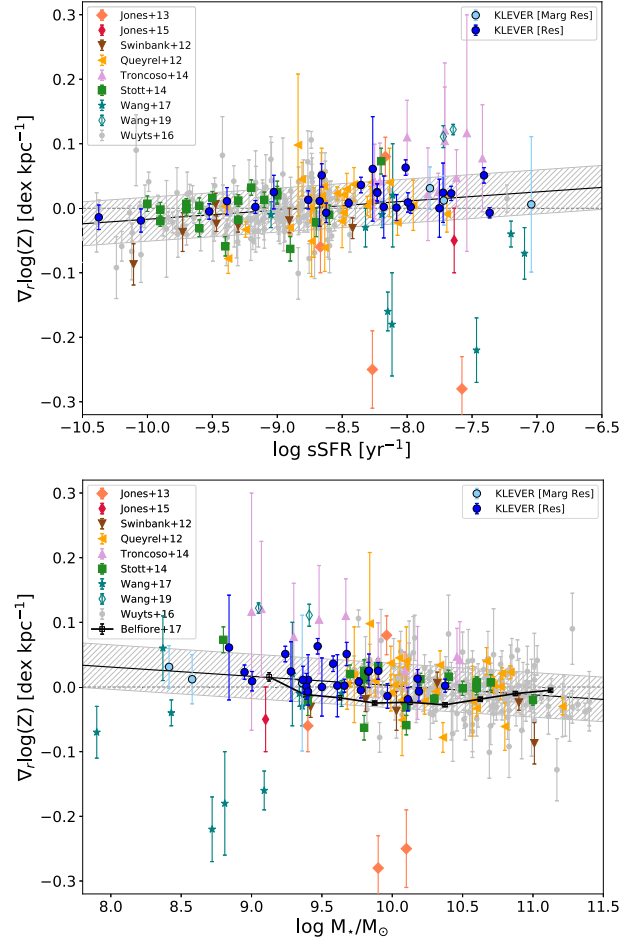 0.3
0.2
0.1
0.0
−0.1
−0.2
−0.3
∇ᵣlog(Z) [dex kpc⁻¹]
Jones+13
Jones+15
Swinbank+12
Queyrel+12
Troncoso+14
Stott+14
Wang+17
Wang+19
Wuyts+16
KLEVER [Marg Res]
KLEVER [Res]
−10.5 −10.0 −9.5 −9.0 −8.5 −8.0 −7.5 −7.0 −6.5
log sSFR [yr⁻¹]
0.3
0.2
0.1
0.0
−0.1
−0.2
−0.3
∇ᵣlog(Z) [dex kpc⁻¹]
Jones+13
Jones+15
Swinbank+12
Queyrel+12
Troncoso+14
Stott+14
Wang+17
Wang+19
Wuyts+16
Belfiore+17
KLEVER [Marg Res]
KLEVER [Res]
8.0 8.5 9.0 9.5 10.0 10.5 11.0 11.5
log M⋆/M⊙